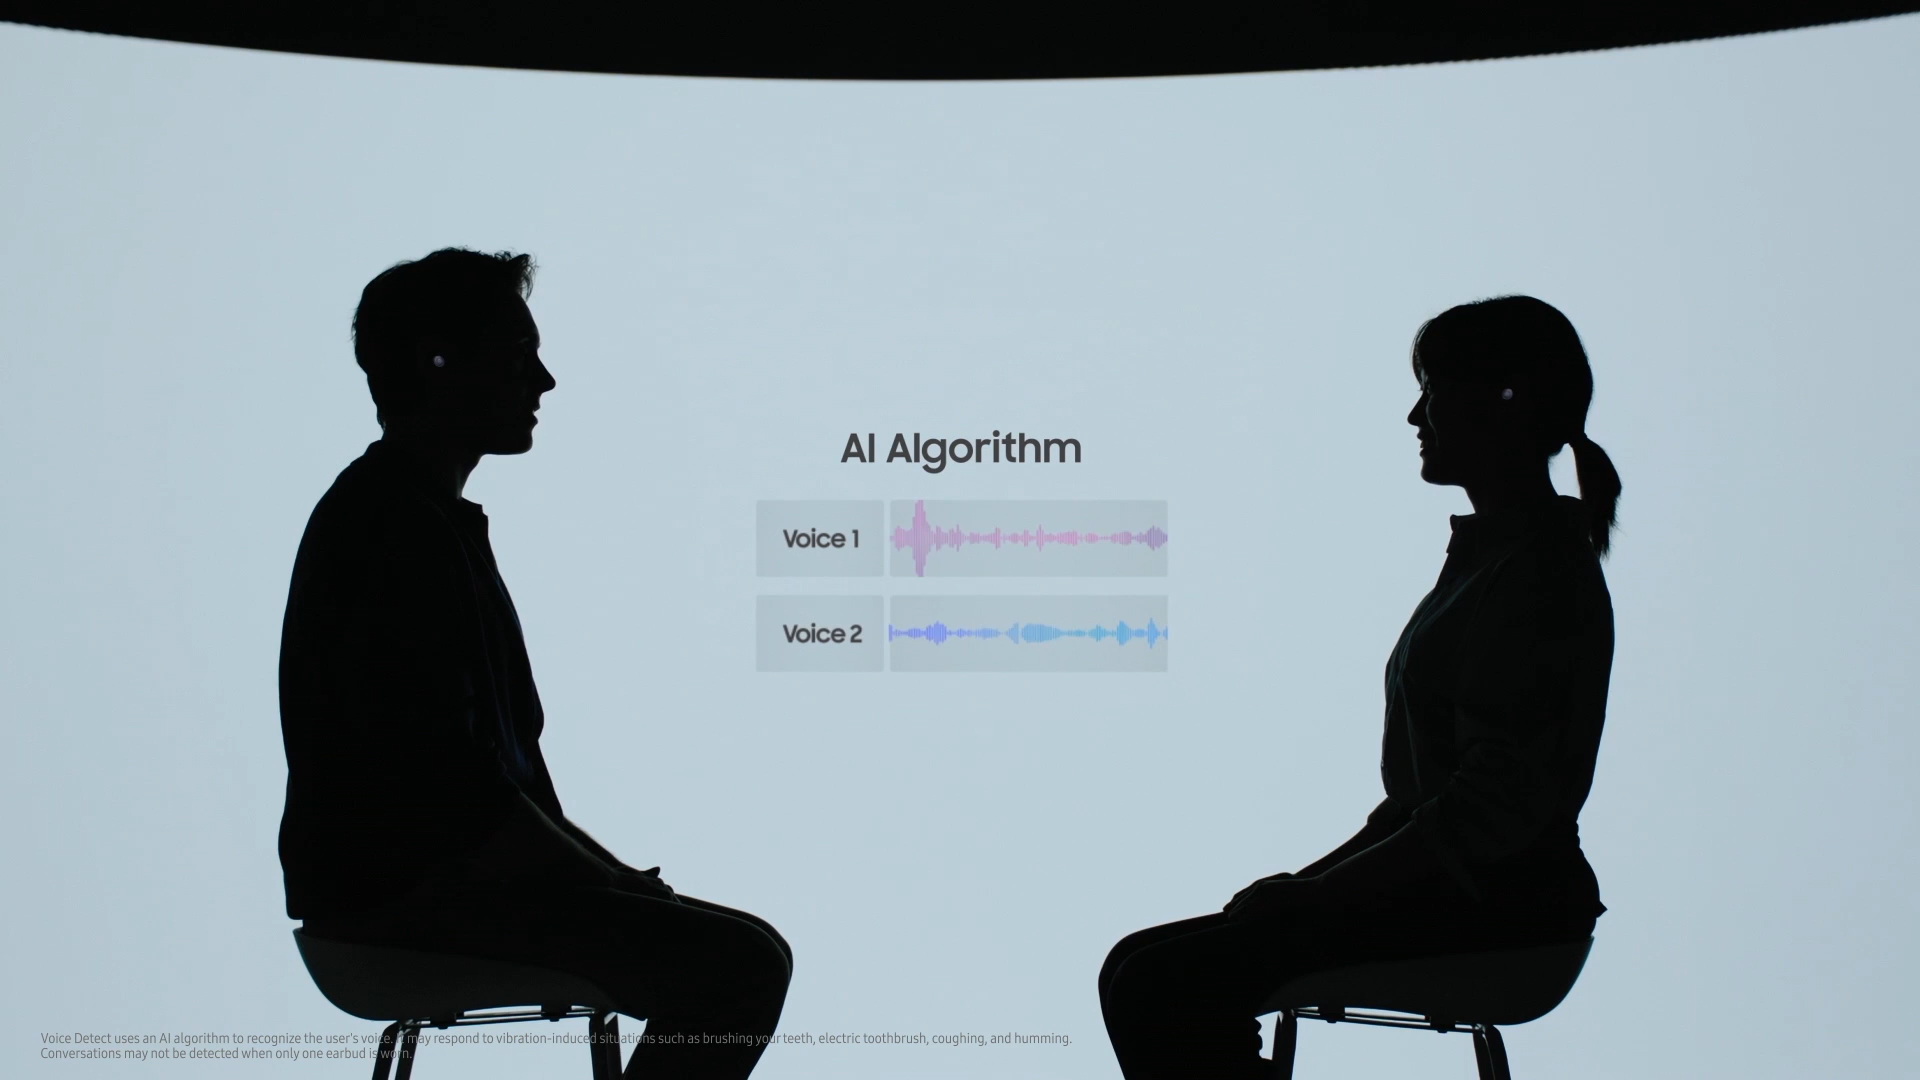 AI Algorithm
Voice 1
Voice 2
Voice Detect uses an AI algorithm to recognize the user's voice. It may respond to vibration-induced situations such as brushing your teeth, electric toothbrush, coughing, and humming.
Conversations may not be detected when only one earbud is worn.